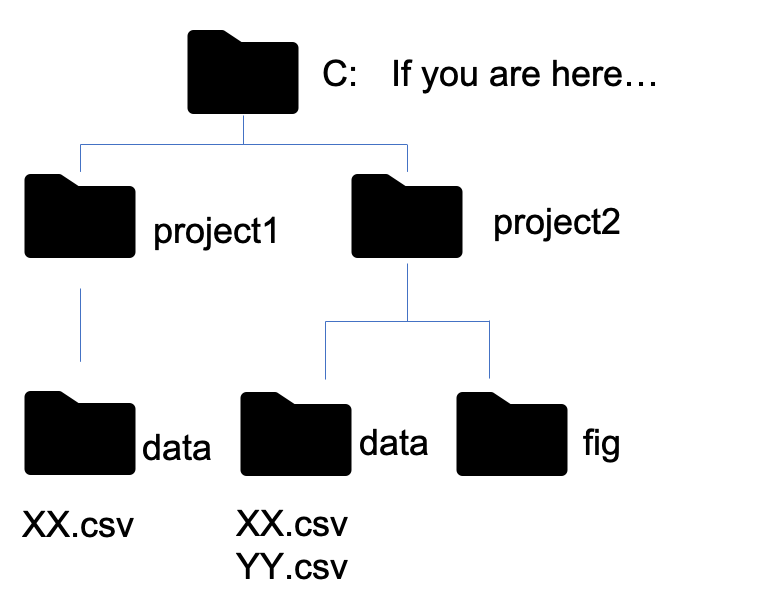 C: If you are here…
project1
project2
data
data
fig
XX.csv
XX.csv
YY.csv